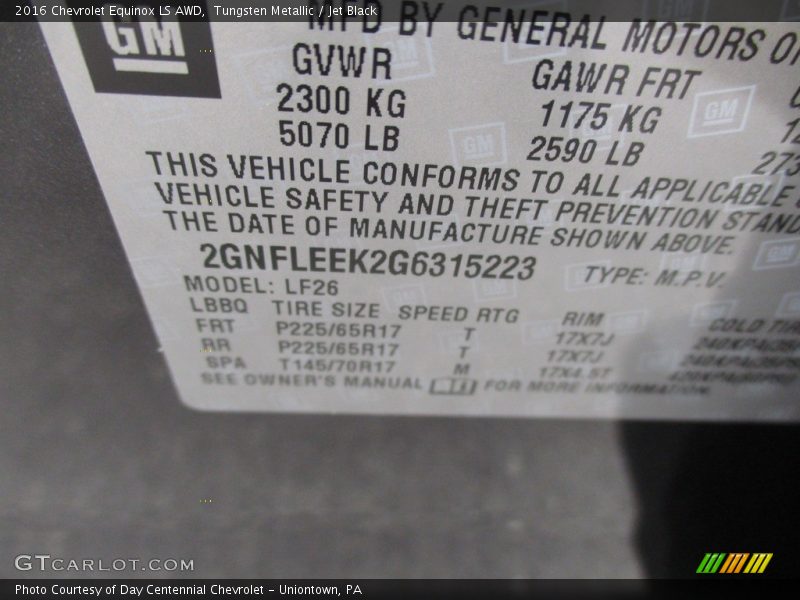 2016 Chevrolet Equinox LS AWD, Tungsten Metallic / Jet Black
GM
MFD BY GENERAL MOTORS
GVWR GAWR FRT
2300 KG 1175 KG
5070 LB 2590 LB
THIS VEHICLE CONFORMS TO ALL APPLICABLE
VEHICLE SAFETY AND THEFT PREVENTION STAND
THE DATE OF MANUFACTURE SHOWN ABOVE.
2GNFLEEK2G6315223 TYPE: M.P.V.
MODEL: LF26
LBBQ TIRE SIZE SPEED RTG RIM COLD TIR
FRT P225/65R17 T 17X7J
RR P225/65R17 T 17X7J
SPA T145/70R17 M 17X4.5T
SEE OWNER'S MANUAL FOR MORE INFORMATION.
GTCARLOT.COM
Photo Courtesy of Day Centennial Chevrolet – Uniontown, PA